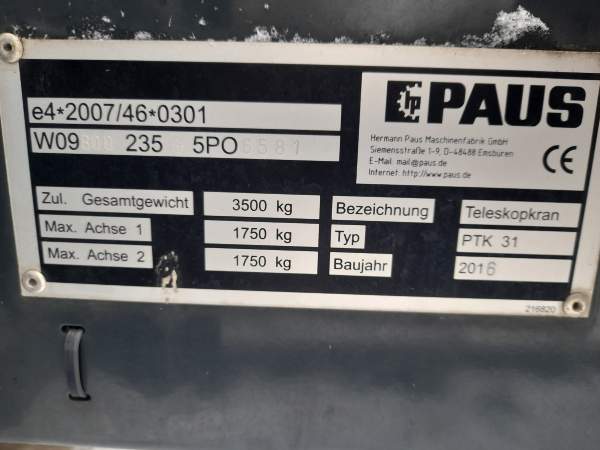 PAUS
Hermann Paus Maschinenfabrik GmbH
Siemensstraße 1-9, D-48488 Emsbüren
E-Mail: mail@paus.de
Internet: http://www.paus.de
CE
e4*2007/46*0301
W09 235 5PO
Zul. Gesamtgewicht 3500 kg
Max. Achse 1 1750 kg
Max. Achse 2 1750 kg
Bezeichnung Teleskopkran
Typ PTK 31
Baujahr 2016
216820